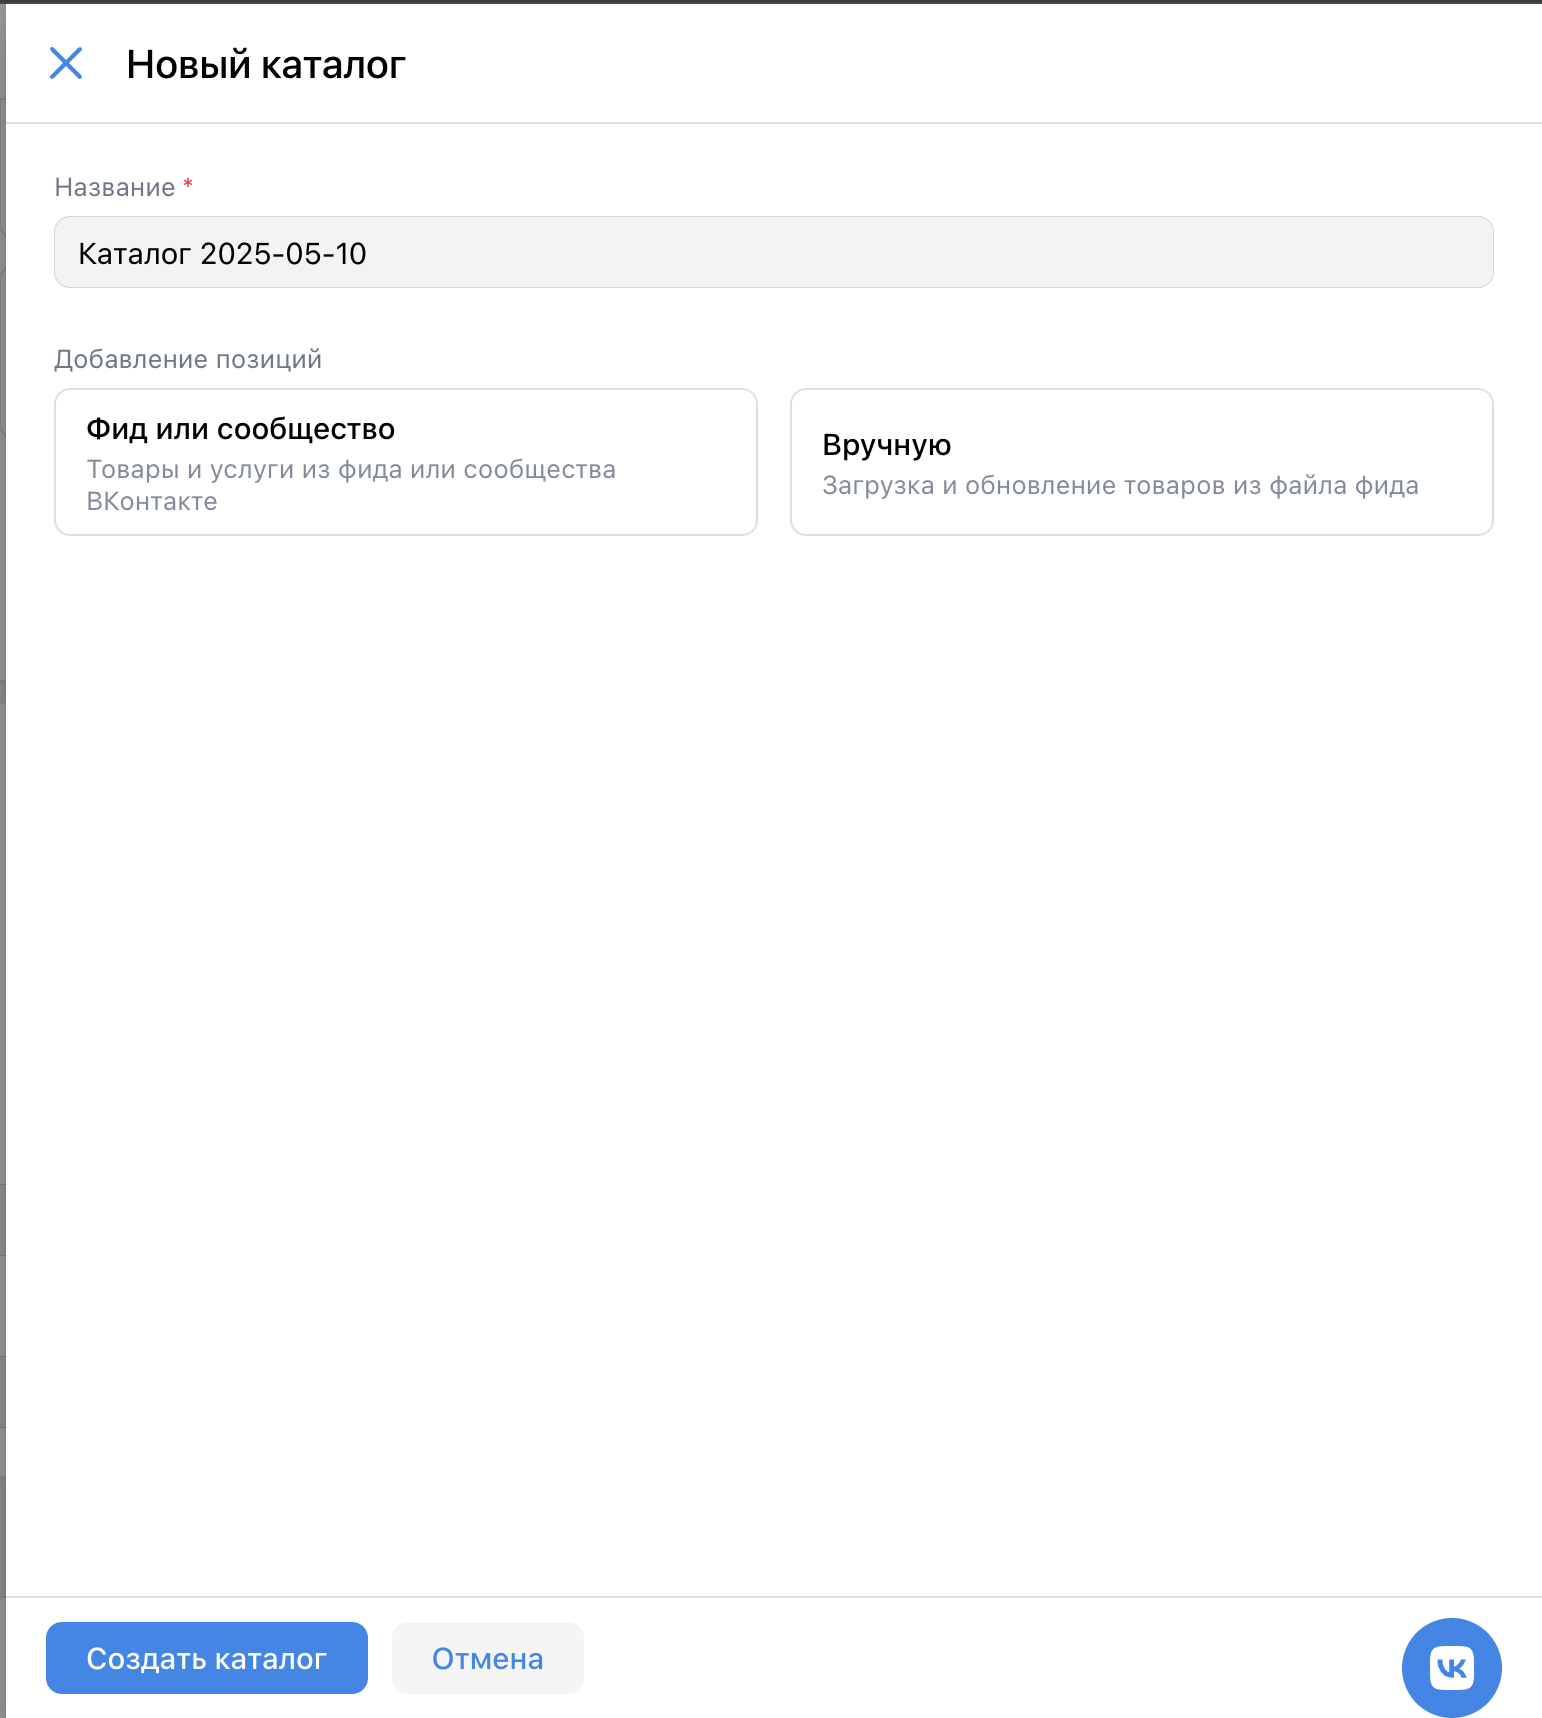 Новый каталог
Название *
Каталог 2025-05-10
Добавление позиций
Фид или сообщество
Товары и услуги из фида или сообщества
ВКонтакте
Вручную
Загрузка и обновление товаров из файла фида
Создать каталог
Отмена